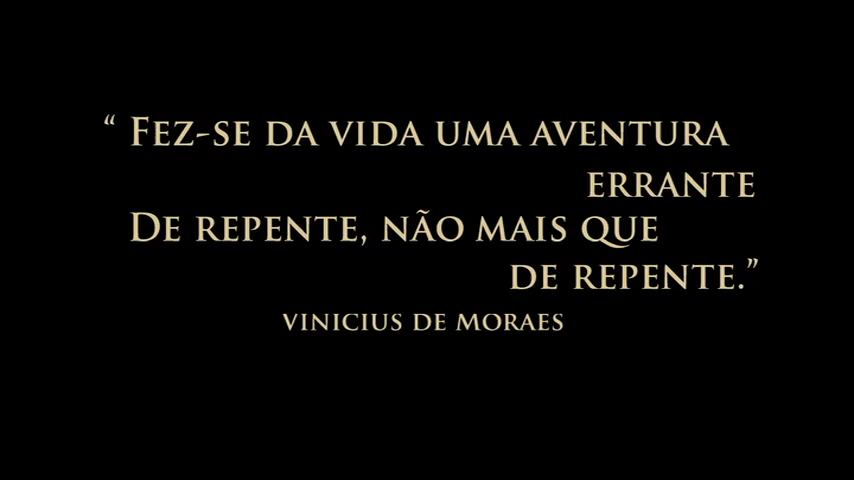 “ Fez-se da vida uma aventura
errante
De repente, não mais que
de repente.”
Vinicius de Moraes